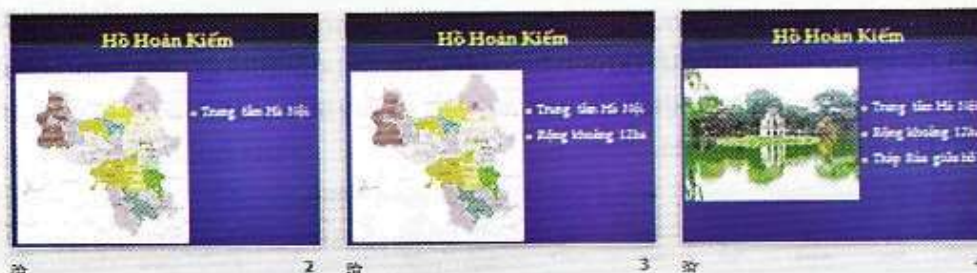 Hồ Hoàn Kiếm
Trung tâm Hà Nội
2
Hồ Hoàn Kiếm
Trung tâm Hà Nội
Rộng khoảng 12ha
3
Hồ Hoàn Kiếm
Trung tâm Hà Nội
Rộng khoảng 12ha
Tháp Rùa giữa hồ